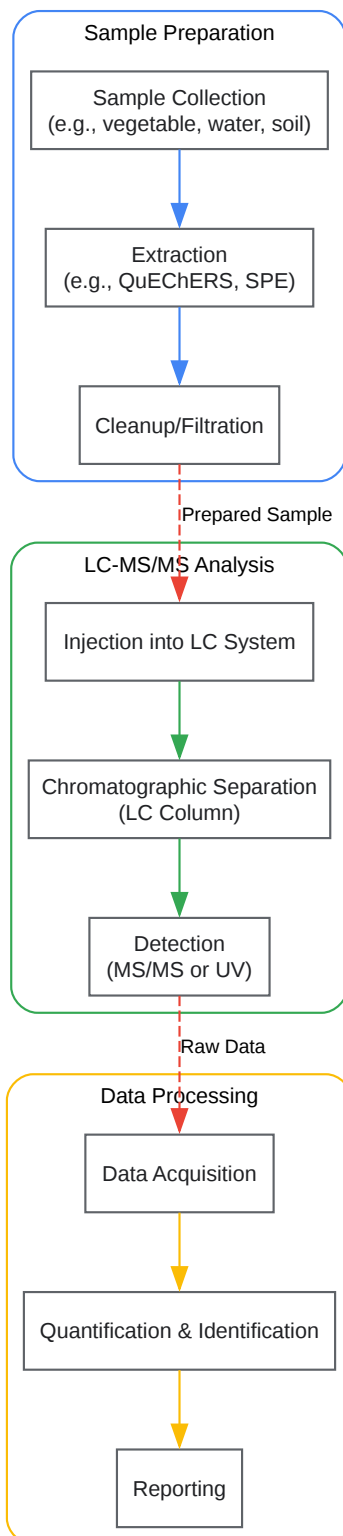 Sample Preparation
Sample Collection
(e.g., vegetable, water, soil)
Extraction
(e.g., QuEChERS, SPE)
Cleanup/Filtration
Prepared Sample
LC-MS/MS Analysis
Injection into LC System
Chromatographic Separation
(LC Column)
Detection
(MS/MS or UV)
Raw Data
Data Processing
Data Acquisition
Quantification & Identification
Reporting